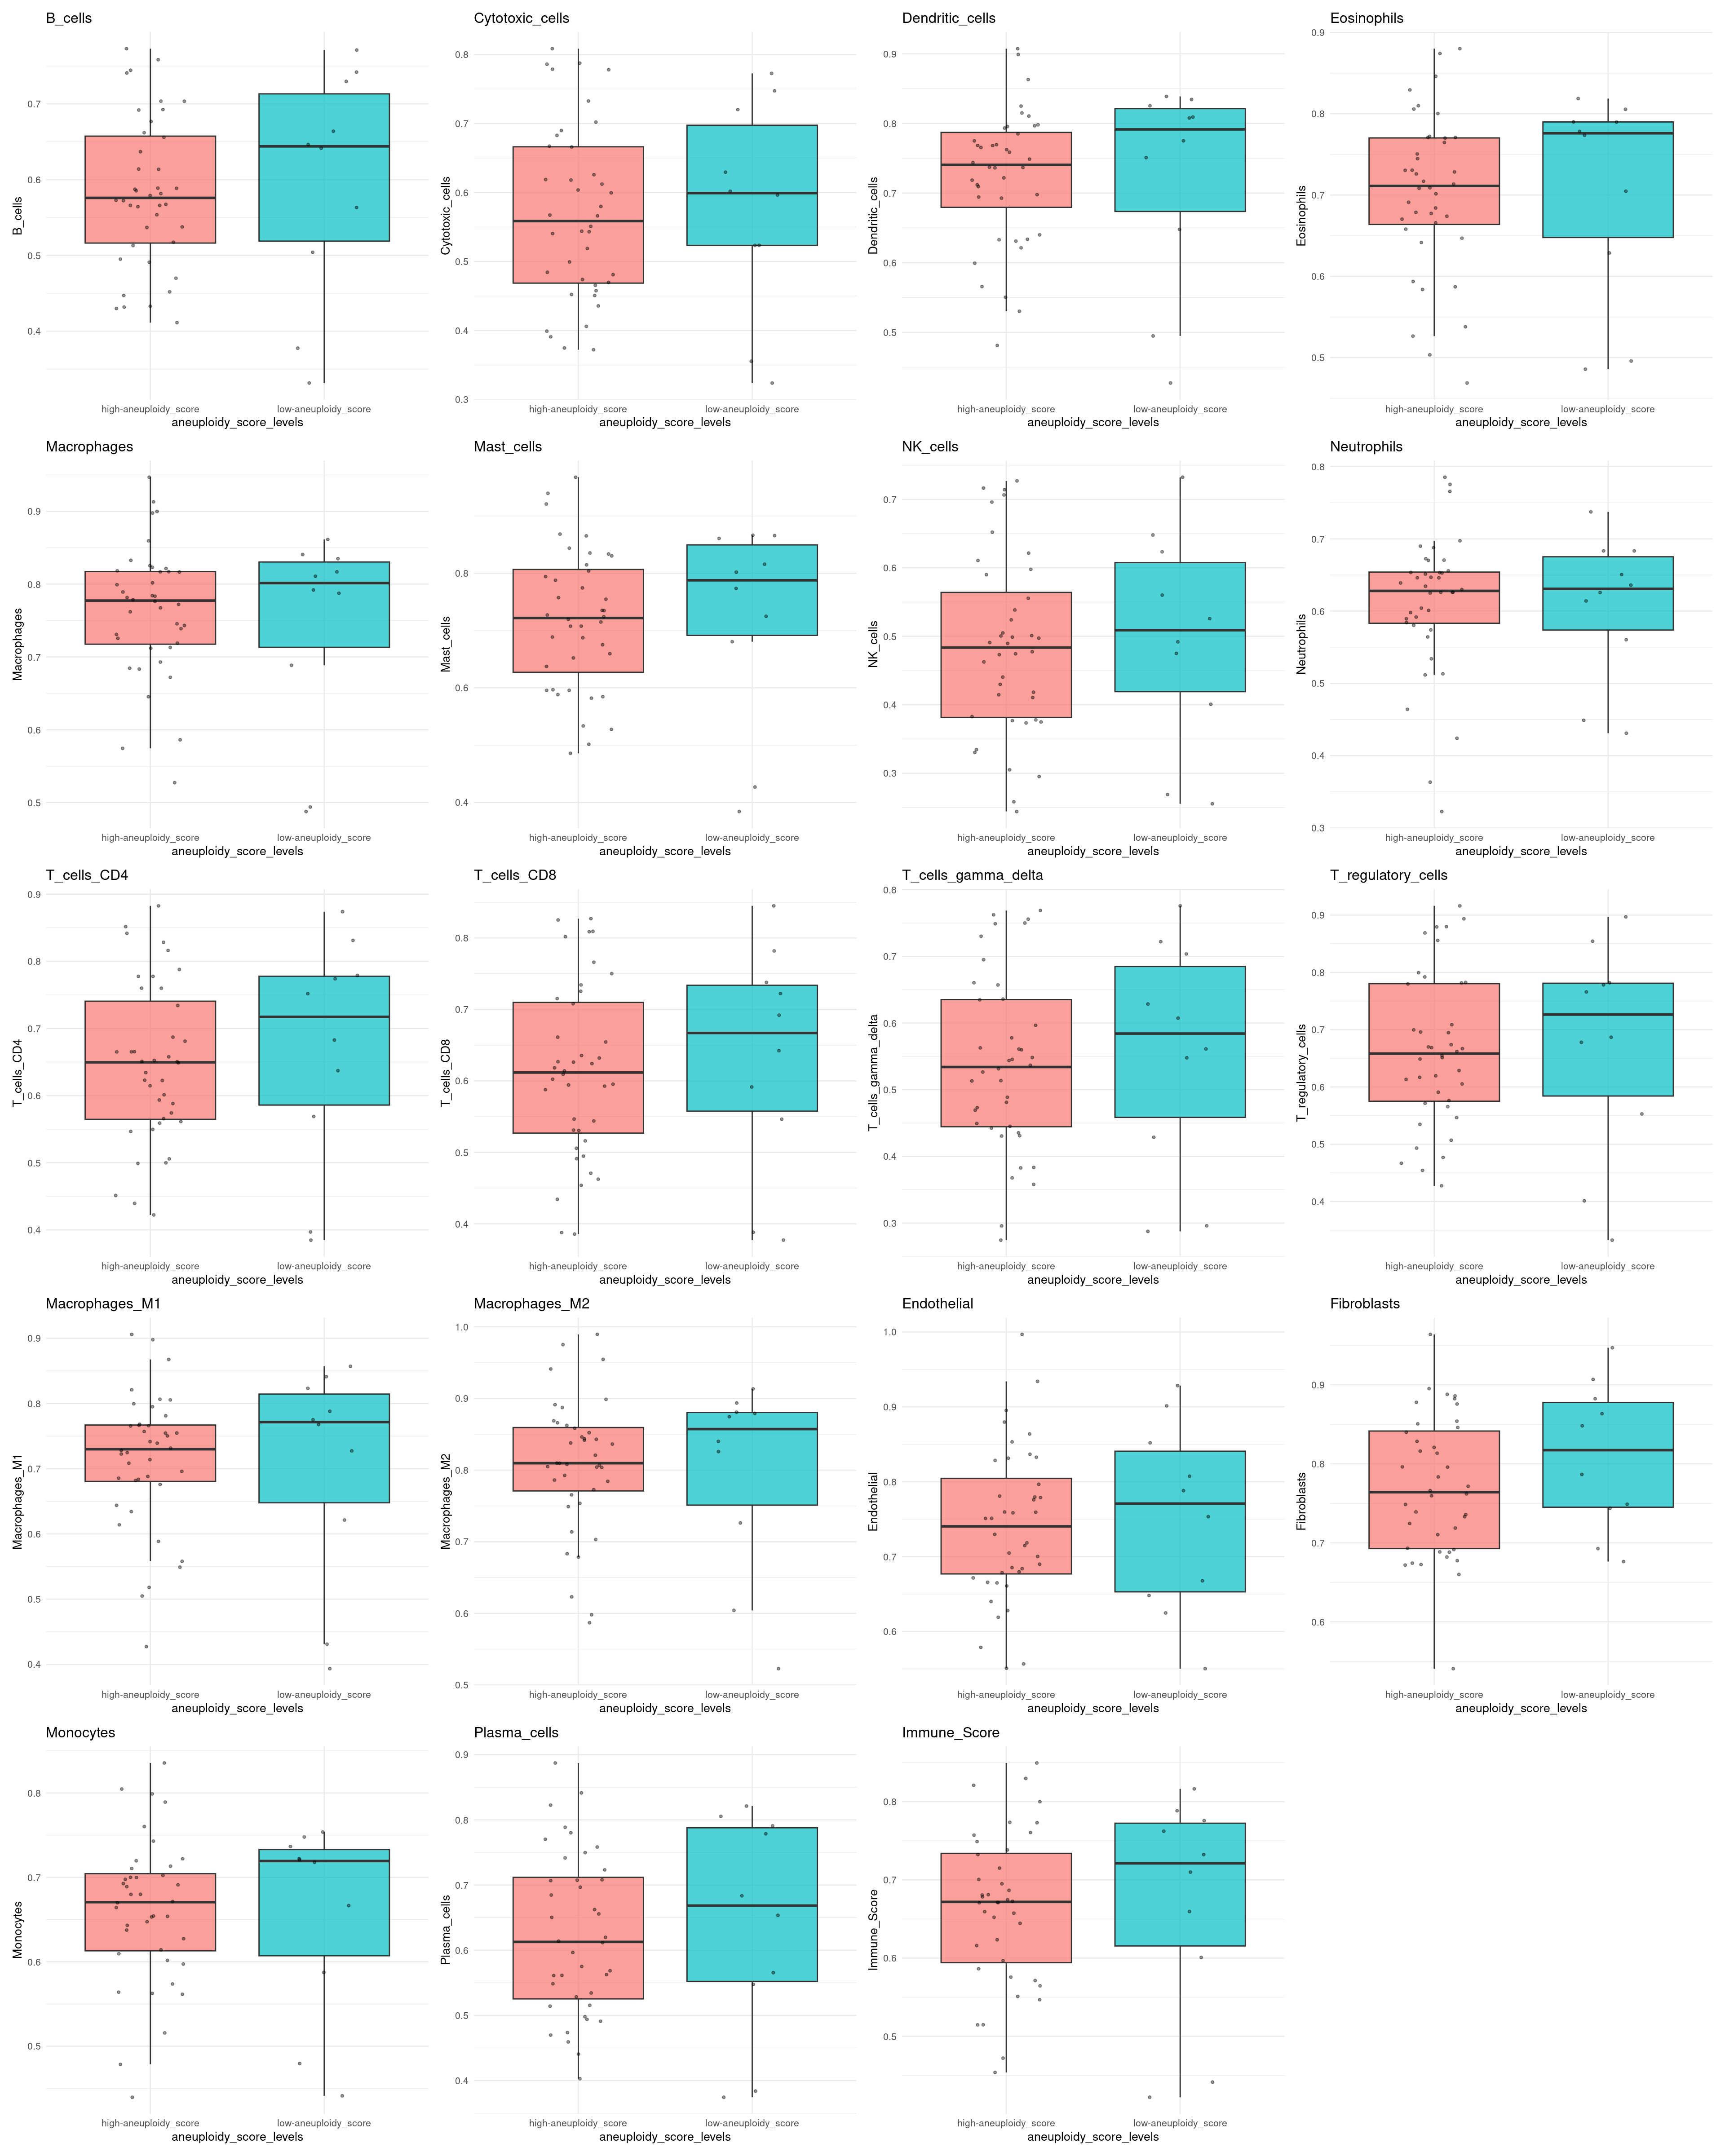 B_cells
B_cells
0.7
0.6
0.5
0.4
high-aneuploidy_score
low-aneuploidy_score
aneuploidy_score_levels
Cytotoxic_cells
Cytotoxic_cells
0.8
0.7
0.6
0.5
0.4
0.3
high-aneuploidy_score
low-aneuploidy_score
aneuploidy_score_levels
Dendritic_cells
Dendritic_cells
0.9
0.8
0.7
0.6
0.5
high-aneuploidy_score
low-aneuploidy_score
aneuploidy_score_levels
Eosinophils
Eosinophils
0.9
0.8
0.7
0.6
0.5
high-aneuploidy_score
low-aneuploidy_score
aneuploidy_score_levels
Macrophages
Macrophages
0.9
0.8
0.7
0.6
0.5
high-aneuploidy_score
low-aneuploidy_score
aneuploidy_score_levels
Mast_cells
Mast_cells
0.8
0.6
0.4
high-aneuploidy_score
low-aneuploidy_score
aneuploidy_score_levels
NK_cells
NK_cells
0.7
0.6
0.5
0.4
0.3
high-aneuploidy_score
low-aneuploidy_score
aneuploidy_score_levels
Neutrophils
Neutrophils
0.8
0.7
0.6
0.5
0.4
0.3
high-aneuploidy_score
low-aneuploidy_score
aneuploidy_score_levels
T_cells_CD4
T_cells_CD4
0.9
0.8
0.7
0.6
0.5
0.4
high-aneuploidy_score
low-aneuploidy_score
aneuploidy_score_levels
T_cells_CD8
T_cells_CD8
0.8
0.7
0.6
0.5
0.4
high-aneuploidy_score
low-aneuploidy_score
aneuploidy_score_levels
T_cells_gamma_delta
T_cells_gamma_delta
0.8
0.7
0.6
0.5
0.4
0.3
high-aneuploidy_score
low-aneuploidy_score
aneuploidy_score_levels
T_regulatory_cells
T_regulatory_cells
0.9
0.8
0.7
0.6
0.5
0.4
high-aneuploidy_score
low-aneuploidy_score
aneuploidy_score_levels
Macrophages_M1
Macrophages_M1
0.9
0.8
0.7
0.6
0.5
0.4
high-aneuploidy_score
low-aneuploidy_score
aneuploidy_score_levels
Macrophages_M2
Macrophages_M2
1.0
0.9
0.8
0.7
0.6
0.5
high-aneuploidy_score
low-aneuploidy_score
aneuploidy_score_levels
Endothelial
Endothelial
1.0
0.9
0.8
0.7
0.6
high-aneuploidy_score
low-aneuploidy_score
aneuploidy_score_levels
Fibroblasts
Fibroblasts
0.9
0.8
0.7
0.6
high-aneuploidy_score
low-aneuploidy_score
aneuploidy_score_levels
Monocytes
Monocytes
0.8
0.7
0.6
0.5
high-aneuploidy_score
low-aneuploidy_score
aneuploidy_score_levels
Plasma_cells
Plasma_cells
0.9
0.8
0.7
0.6
0.5
0.4
high-aneuploidy_score
low-aneuploidy_score
aneuploidy_score_levels
Immune_Score
Immune_Score
0.8
0.7
0.6
0.5
high-aneuploidy_score
low-aneuploidy_score
aneuploidy_score_levels